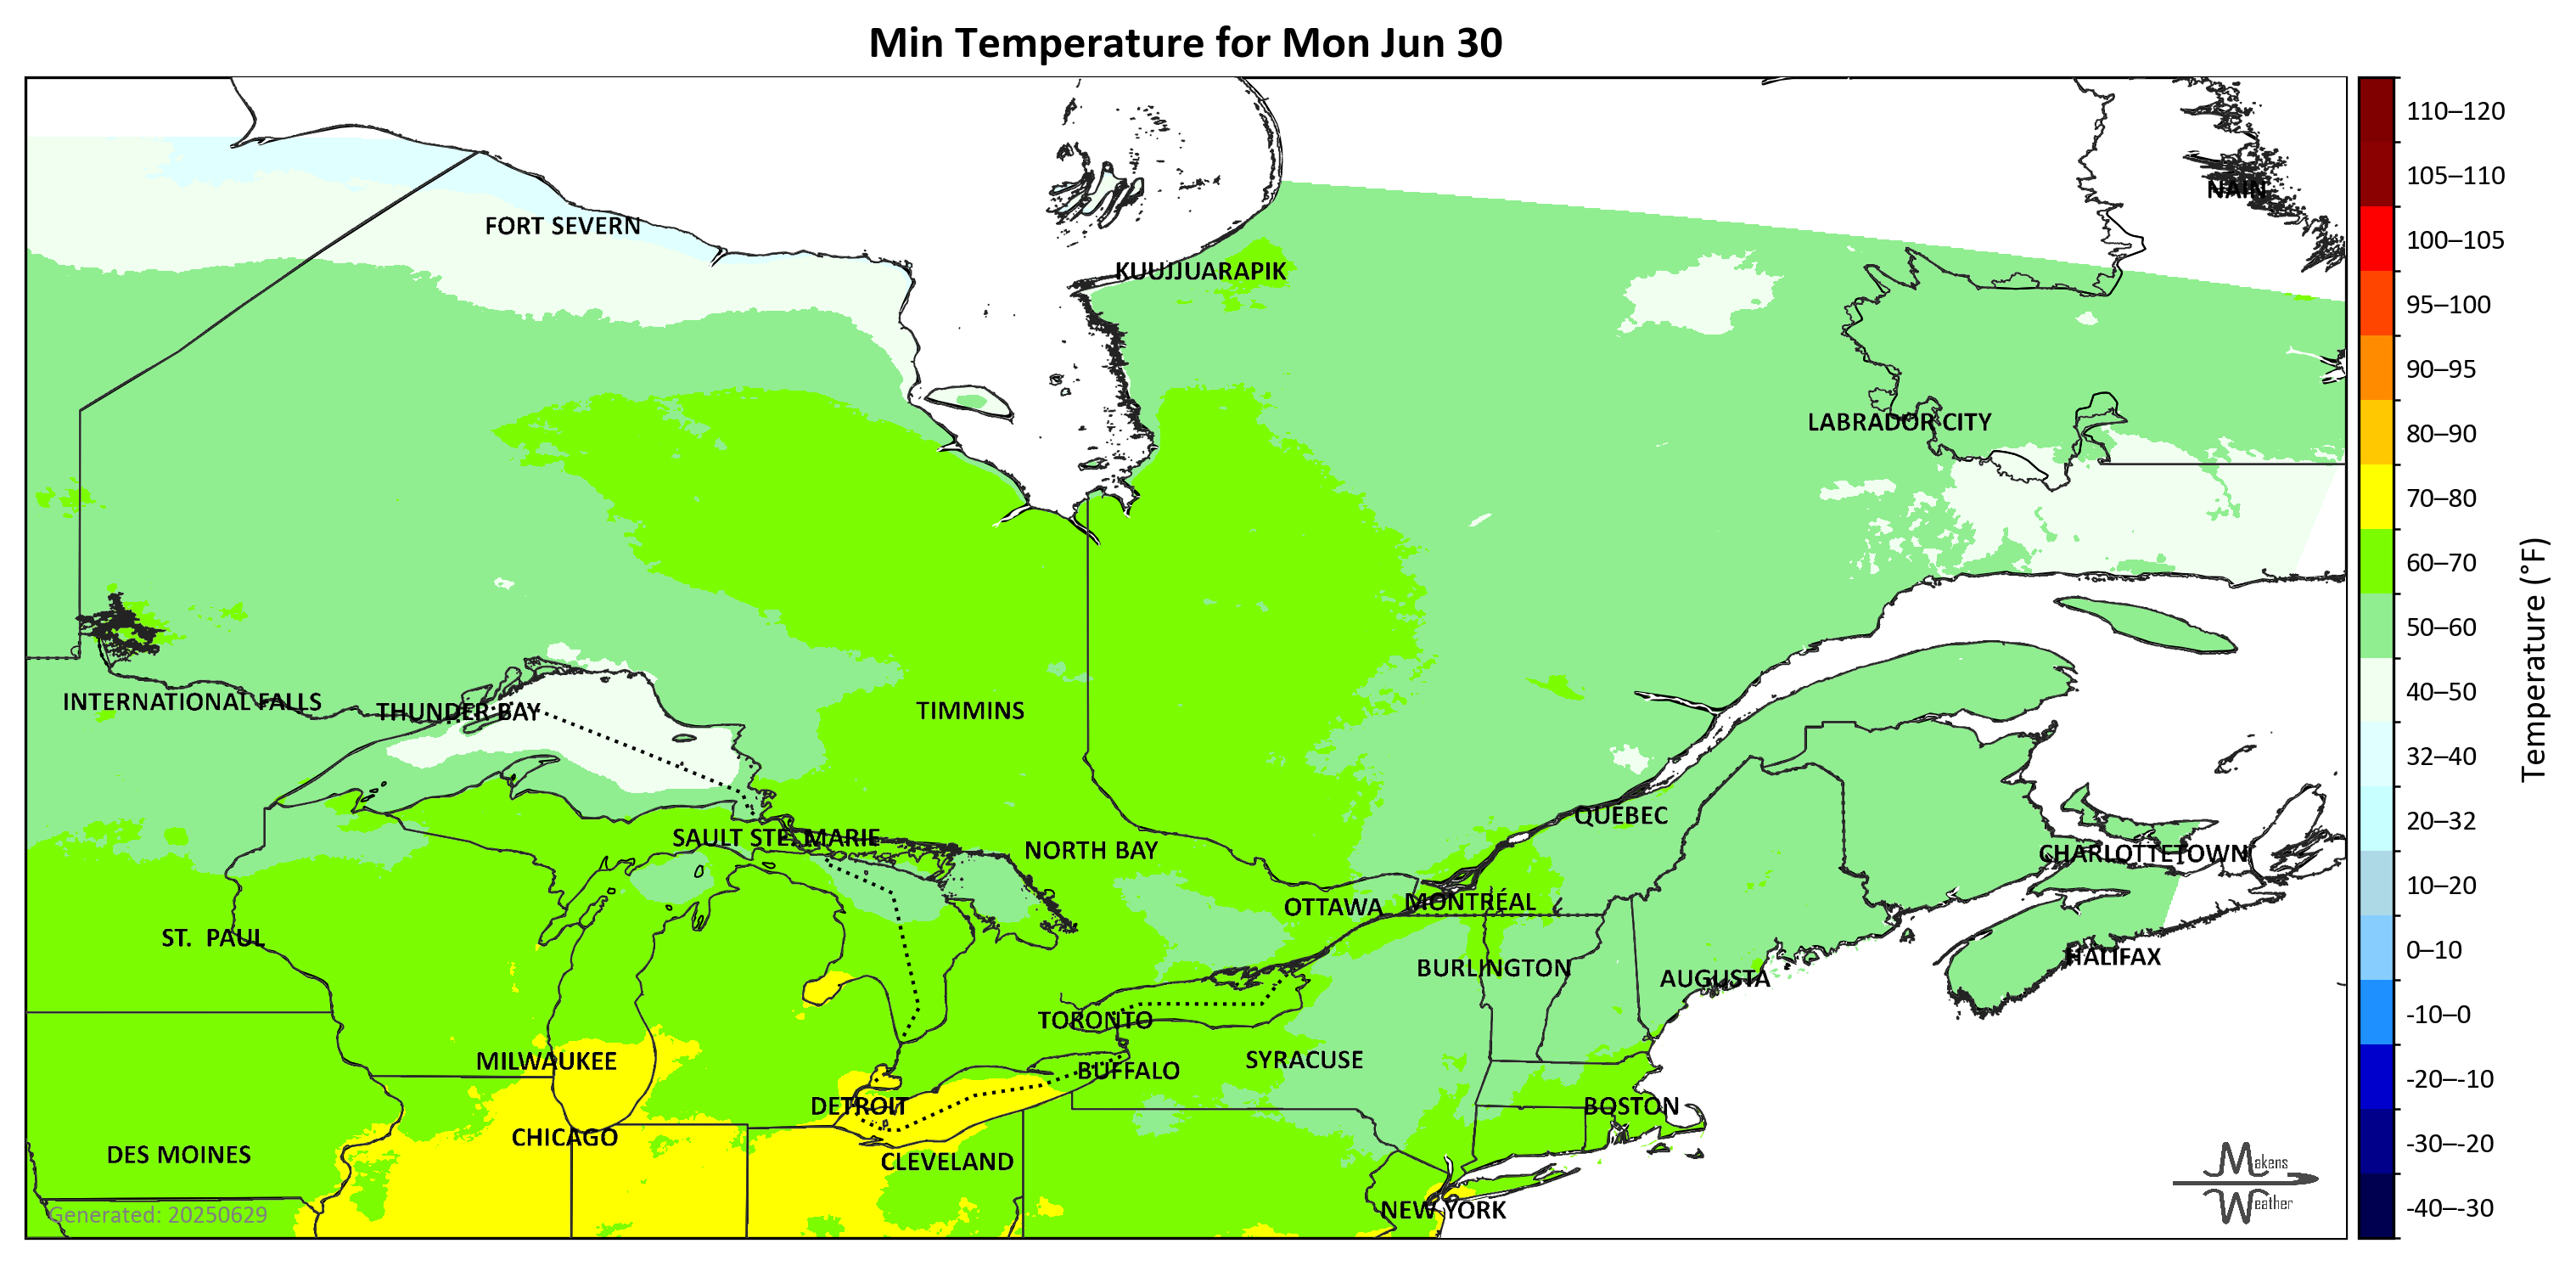 Min Temperature for Mon Jun 30
110–120
105–110
NAIN
FORT SEVERN
100–105
KUUJJUARAPIK
95–100
90–95
LABRADOR CITY
80–90
70–80
60–70
50–60
Temperature (°F)
INTERNATIONAL FALLS
THUNDER BAY
TIMMINS
40–50
32–40
QUÉBEC
20–32
SAULT STE. MARIE
NORTH BAY
CHARLOTTETOWN
10–20
OTTAWA
MONTRÉAL
ST. PAUL
0–10
BURLINGTON
AUGUSTA
HALIFAX
-10–0
TORONTO
MILWAUKEE
BUFFALO
SYRACUSE
-20–-10
DETROIT
BOSTON
CHICAGO
-30–-20
DES MOINES
CLEVELAND
Makens
Weather
NEW YORK
-40–-30
Generated: 20250629